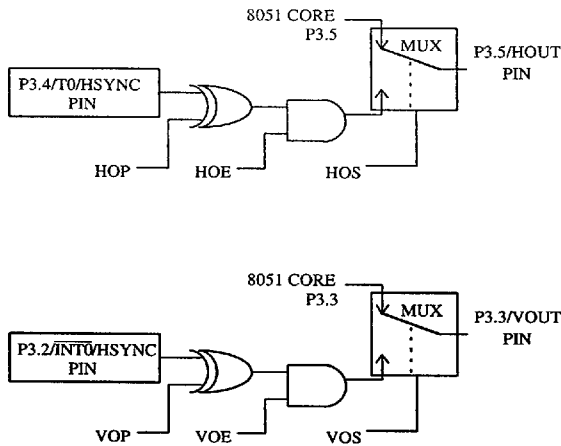 8051 CORE
P3.5
MUX
P3.5/HOUT
PIN
P3.4/T0/HSYNC
PIN
HOP
HOE
HOS
8051 CORE
P3.3
MUX
P3.3/VOUT
PIN
P3.2/INT0/HSYNC
PIN
VOP
VOE
VOS